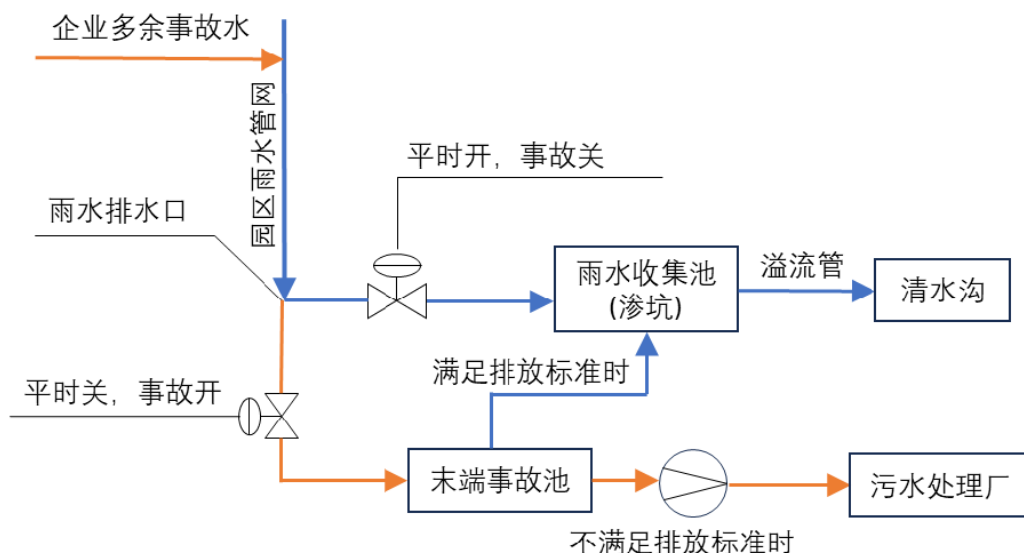 企业多余事故水
园区雨水管网
平时开，事故关
雨水排水口
雨水收集池
(渗坑)
溢流管
清水沟
满足排放标准时
平时关，事故开
末端事故池
污水处理厂
不满足排放标准时